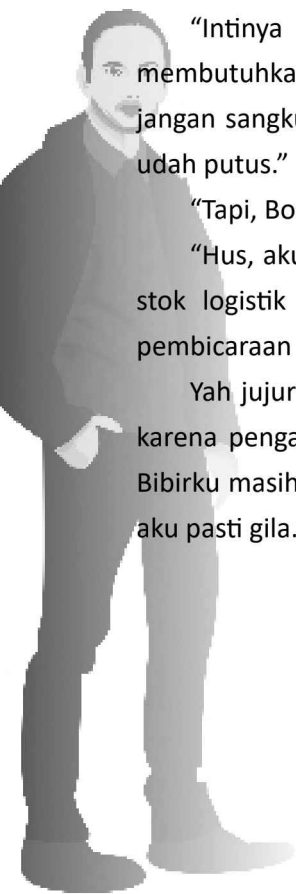 “Intinya
membutuhka
jangan sangku
udah putus.”
“Tapi, Bo
“Hus, aku
stok logistik
pembicaraan
Yah jujur
karena penga
Bibirku masih
aku pasti gila.